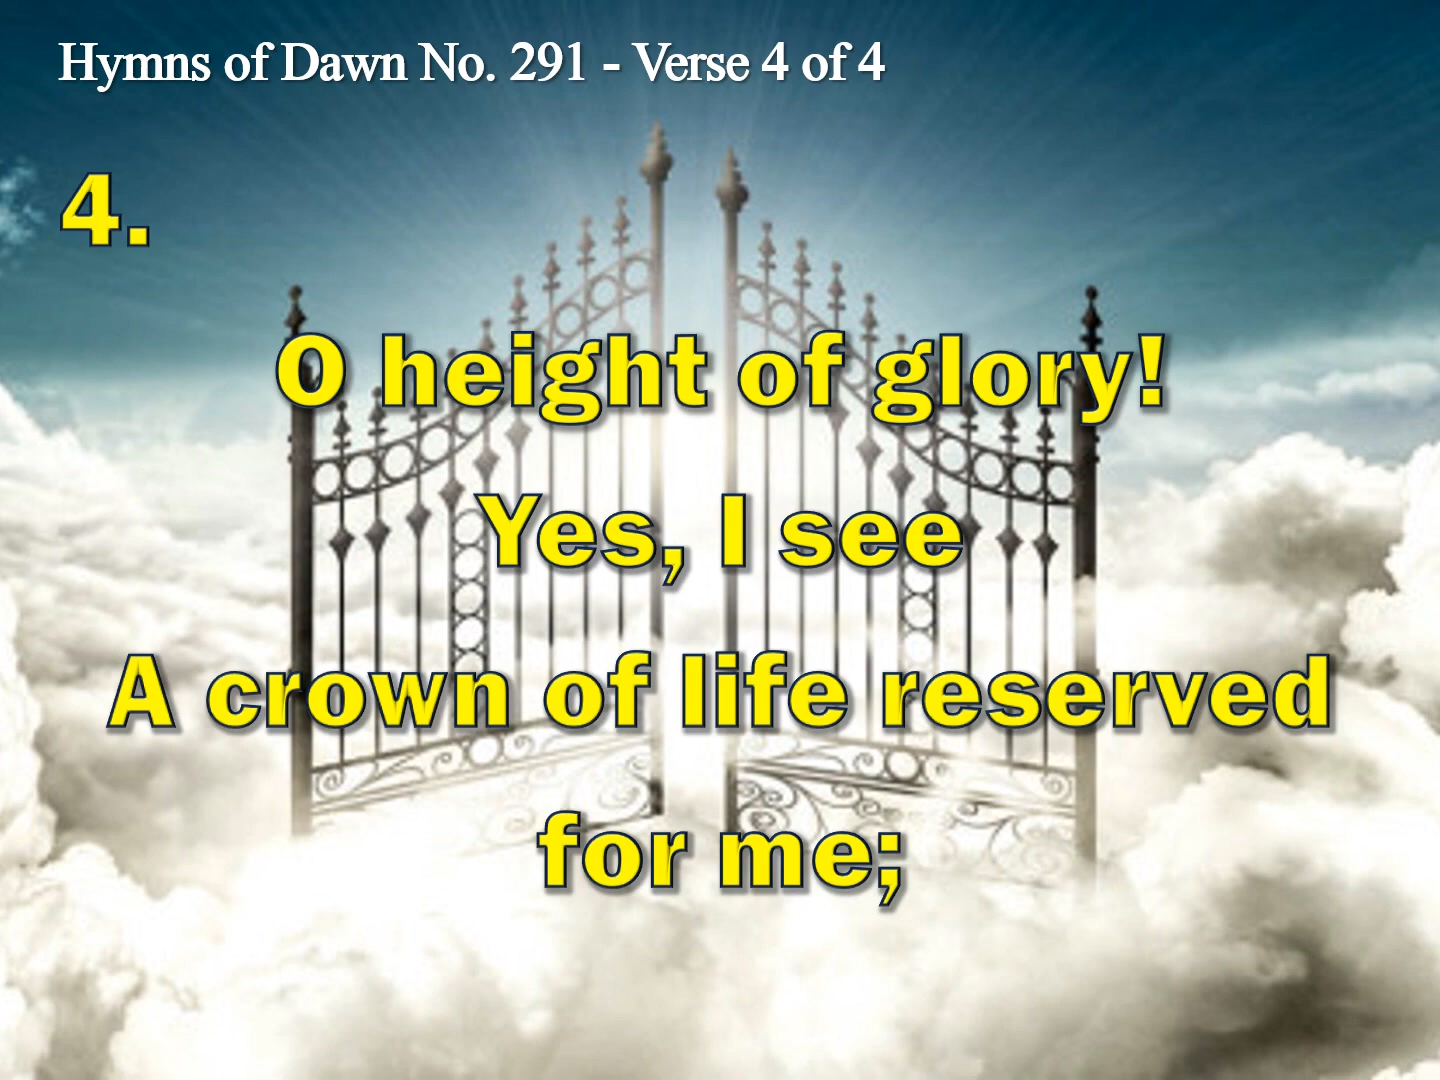 Hymns of Dawn No. 291 - Verse 4 of 4
4.
O height of glory!
Yes, I see
A crown of life reserved
for me;